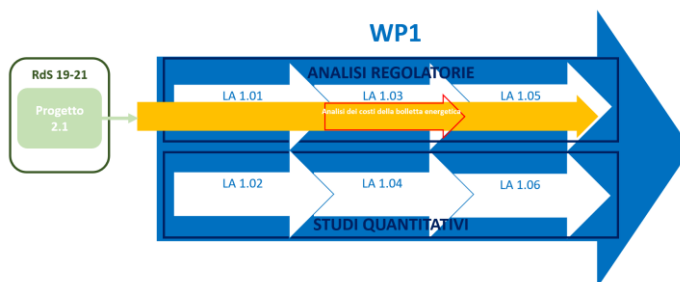 WP1
RdS 19-21
Progetto
2.1
ANALISI REGOLATORIE
LA 1.01
LA 1.03
LA 1.05
Analisi dei costi della bolletta energetica
LA 1.02
LA 1.04
LA 1.06
STUDI QUANTITATIVI